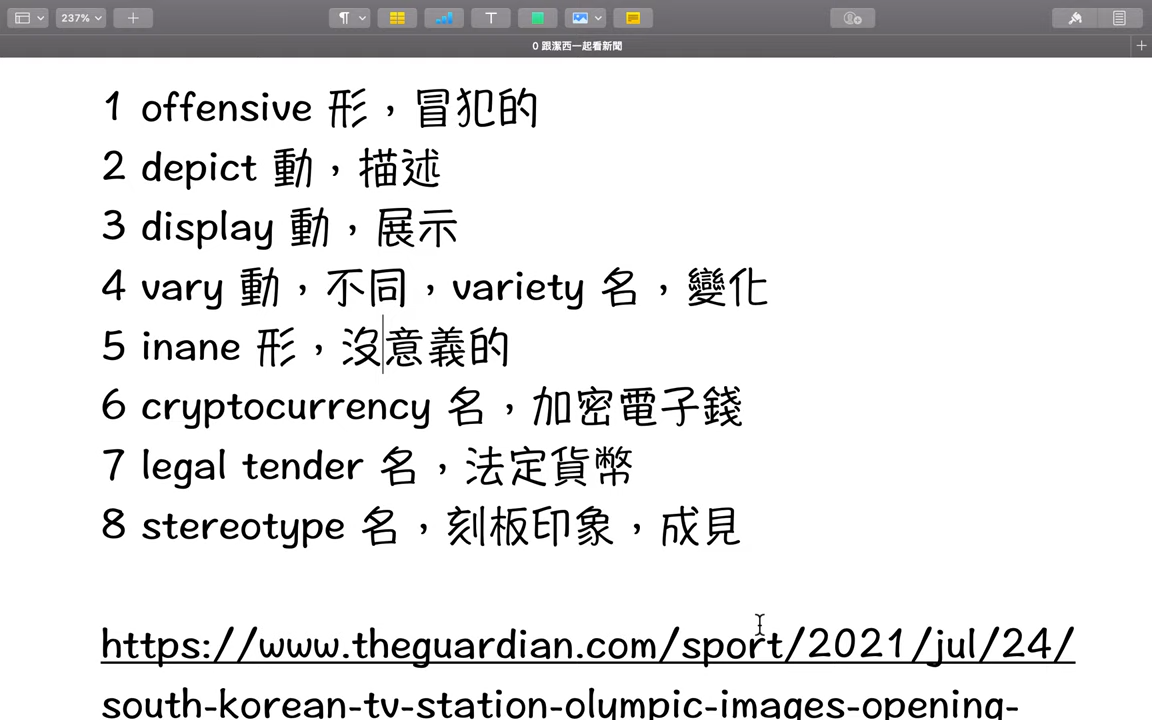 237%
0 跟潔西一起看新聞
1 offensive 形，冒犯的
2 depict 動，描述
3 display 動，展示
4 vary 動，不同，variety 名，變化
5 inane 形，沒意義的
6 cryptocurrency 名，加密電子錢
7 legal tender 名，法定貨幣
8 stereotype 名，刻板印象，成見
https://www.theguardian.com/sport/2021/jul/24/
south-korean-tv-station-olympic-images-opening-